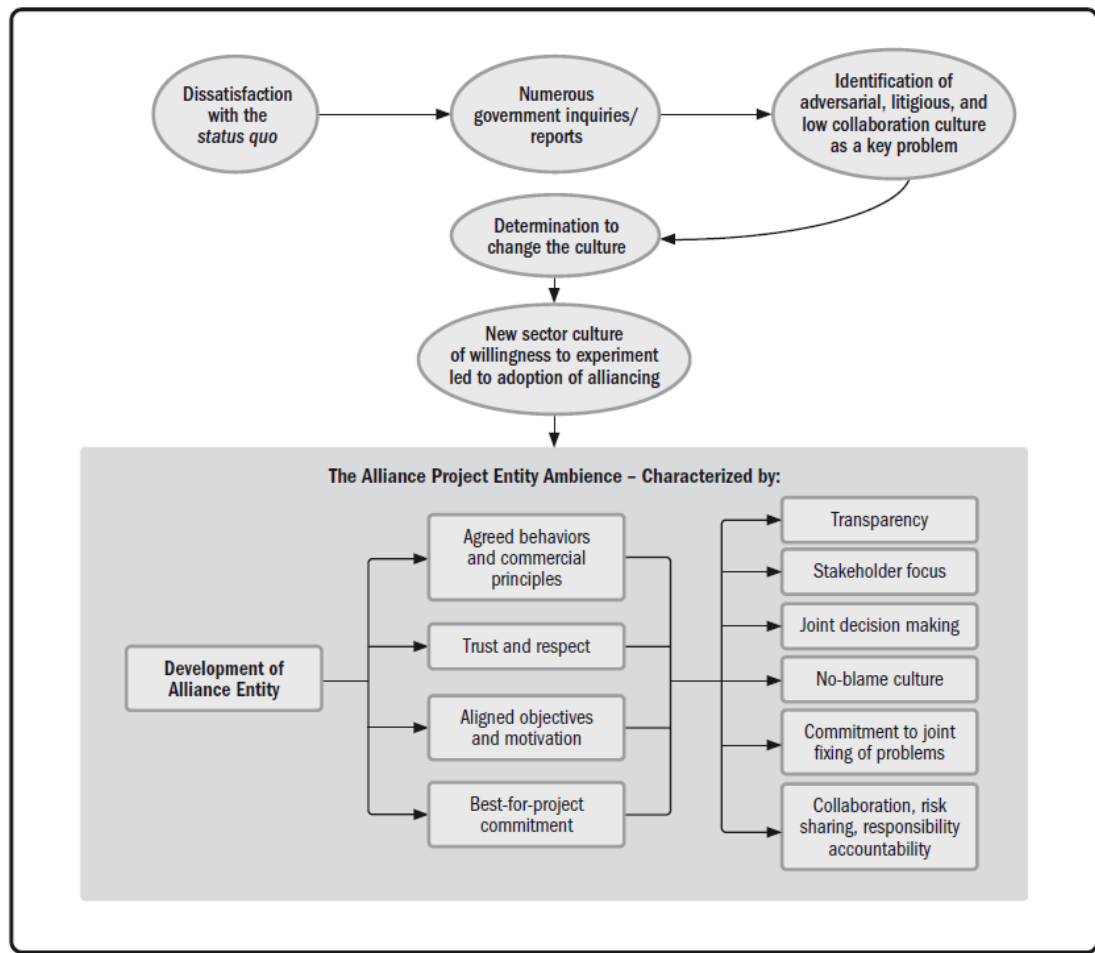 Dissatisfaction
with the
status quo
Numerous
government inquiries/
reports
Identification of
adversarial, litigious, and
low collaboration culture
as a key problem
Determination to
change the culture
New sector culture
of willingness to experiment
led to adoption of alliancing
The Alliance Project Entity Ambience – Characterized by:
Development of
Alliance Entity
Agreed behaviors
and commercial
principles
Trust and respect
Aligned objectives
and motivation
Best-for-project
commitment
Transparency
Stakeholder focus
Joint decision making
No-blame culture
Commitment to joint
fixing of problems
Collaboration, risk
sharing, responsibility
accountability